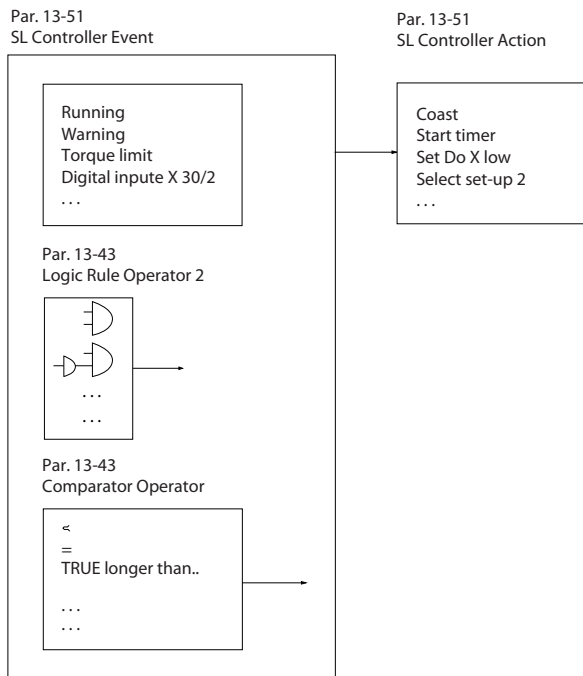 Par. 13-51
SL Controller Event
Running
Warning
Torque limit
Digital inpute X 30/2
. . .
Par. 13-43
Logic Rule Operator 2
. . .
. . .
Par. 13-43
Comparator Operator
=
TRUE longer than..
. . .
. . .
Par. 13-51
SL Controller Action
Coast
Start timer
Set Do X low
Select set-up 2
. . .